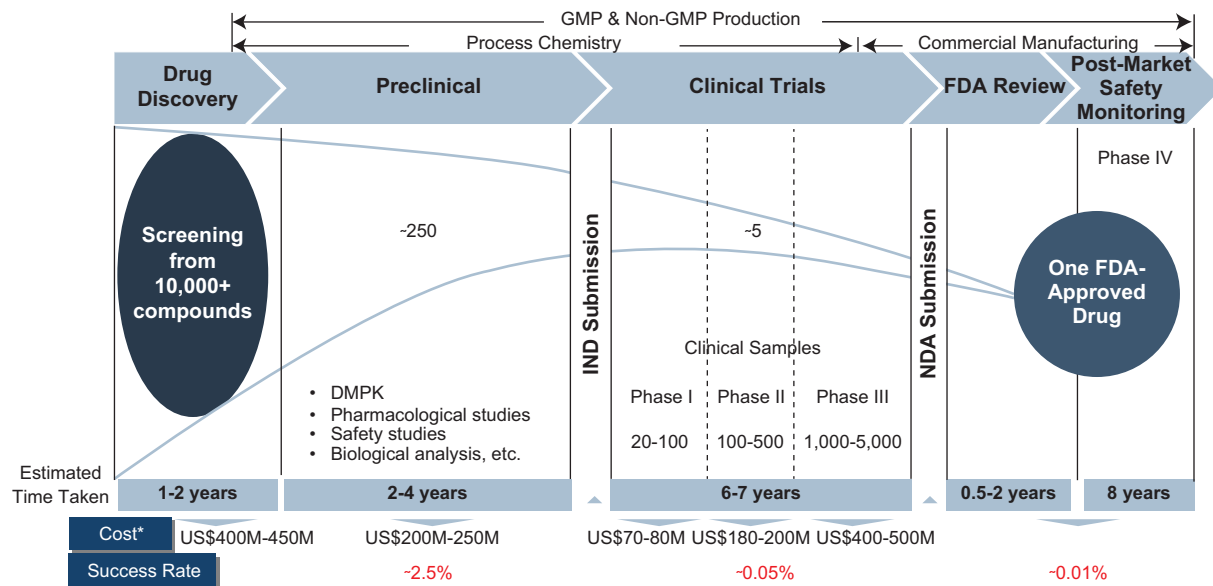 GMP & Non-GMP Production
Process Chemistry
Commercial Manufacturing
Drug
Discovery
Preclinical
Clinical Trials
FDA Review
Post-Market
Safety
Monitoring
Screening
from
10,000+
compounds
~250
• DMPK
• Pharmacological studies
• Safety studies
• Biological analysis, etc.
IND Submission
~5
Clinical Samples
Phase I
Phase II
Phase III
20-100
100-500
1,000-5,000
NDA Submission
Phase IV
One FDA-
Approved
Drug
Estimated
Time Taken
1-2 years
2-4 years
6-7 years
0.5-2 years
8 years
Cost*
US$400M-450M
US$200M-250M
US$70-80M
US$180-200M
US$400-500M
Success Rate
~2.5%
~0.05%
~0.01%